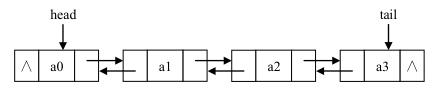 head tail
∧ a0 a1 a2 a3 ∧